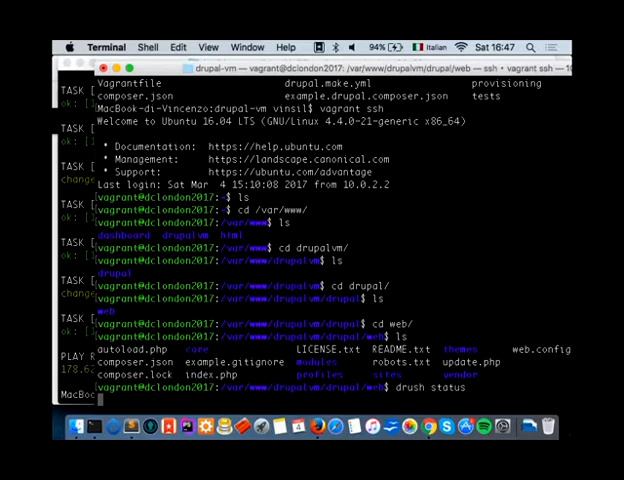 Terminal Shell Edit View Window Help 94% Italian Sat 16:47
drupal-vm — vagrant@dclondon2017: /var/www/drupalvm/drupal/web — ssh • vagrant ssh
Vagrantfile drupal.make.yml provisioning
composer.json example.drupal.composer.json tests
MacBook-di-Vincenzo:drupal-vm vinsil$ vagrant ssh
Welcome to Ubuntu 16.04 LTS (GNU/Linux 4.4.0-21-generic x86_64)
* Documentation: https://help.ubuntu.com
* Management: https://landscape.canonical.com
* Support: https://ubuntu.com/advantage
Last login: Sat Mar 4 15:10:08 2017 from 10.0.2.2
vagrant@dclondon2017:~$ ls
vagrant@dclondon2017:~$ cd /var/www/
vagrant@dclondon2017:/var/www$ ls
dashboard drupalvm html
vagrant@dclondon2017:/var/www$ cd drupalvm/
vagrant@dclondon2017:/var/www/drupalvm$ ls
drupal
vagrant@dclondon2017:/var/www/drupalvm$ cd drupal/
vagrant@dclondon2017:/var/www/drupalvm/drupal$ ls
web
vagrant@dclondon2017:/var/www/drupalvm/drupal$ cd web/
vagrant@dclondon2017:/var/www/drupalvm/drupal/web$ ls
autoload.php core LICENSE.txt README.txt themes web.config
composer.json example.gitignore modules robots.txt update.php
composer.lock index.php profiles sites vendor
vagrant@dclondon2017:/var/www/drupalvm/drupal/web$ drush status
TASK [
ok: [
TASK [
ok: [
TASK [
change
TASK [
ok: [
TASK [
ok: [
TASK [
change
TASK [
ok: [
PLAY R
178.62
MacBoo